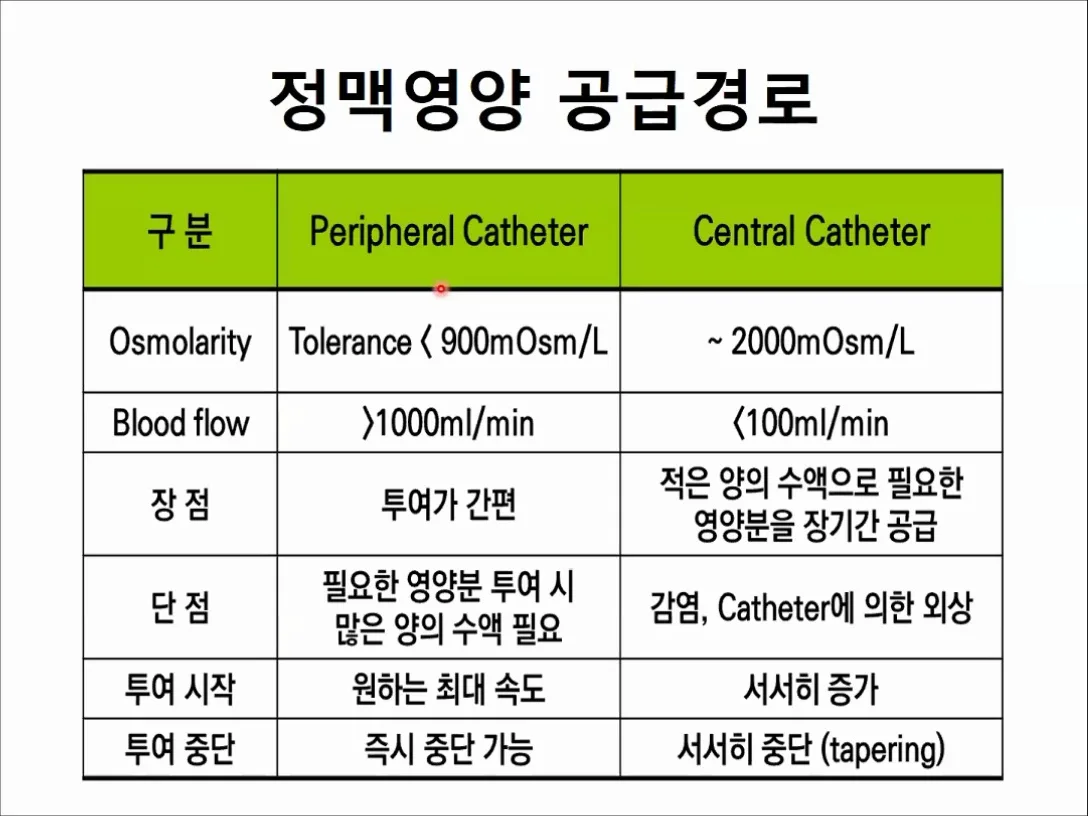 정맥영양 공급경로
구 분 Peripheral Catheter Central Catheter
Osmolarity Tolerance < 900mOsm/L ~ 2000mOsm/L
Blood flow >1000ml/min <100ml/min
장 점 투여가 간편 적은 양의 수액으로 필요한
영양분을 장기간 공급
단 점 필요한 영양분 투여 시
많은 양의 수액 필요 감염, Catheter에 의한 외상
투여 시작 원하는 최대 속도 서서히 증가
투여 중단 즉시 중단 가능 서서히 중단 (tapering)